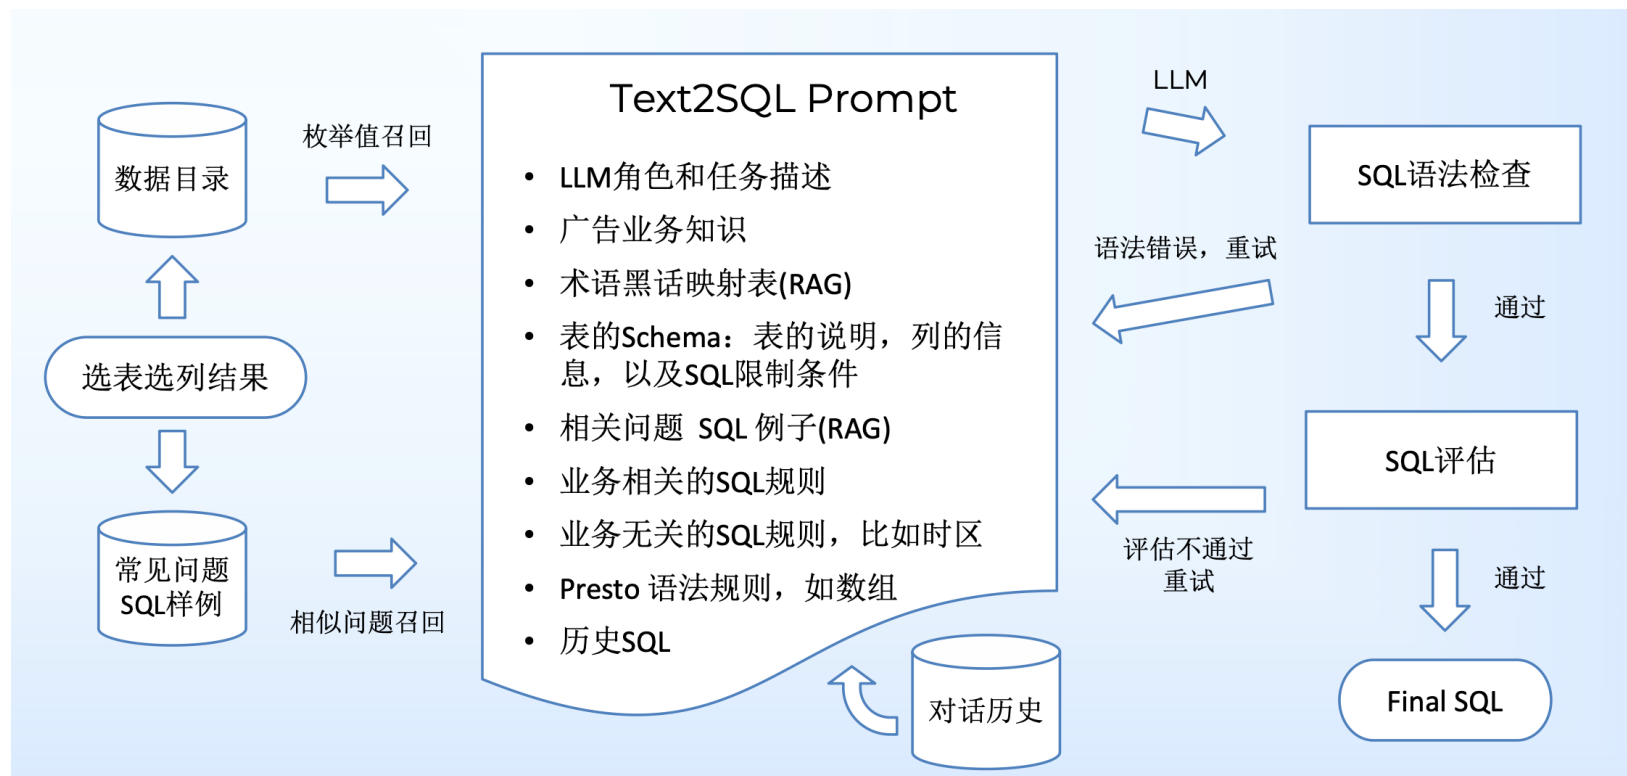 数据目录
枚举值召回
选表选列结果
常见问题
SQL样例
相似问题召回
Text2SQL Prompt
• LLM角色和任务描述
• 广告业务知识
• 术语黑话映射表(RAG)
• 表的Schema：表的说明，列的信
息，以及SQL限制条件
• 相关问题 SQL 例子(RAG)
• 业务相关的SQL规则
• 业务无关的SQL规则，比如时区
• Presto 语法规则，如数组
• 历史SQL
对话历史
LLM
SQL语法检查
语法错误，重试
通过
SQL评估
评估不通过
重试
通过
Final SQL